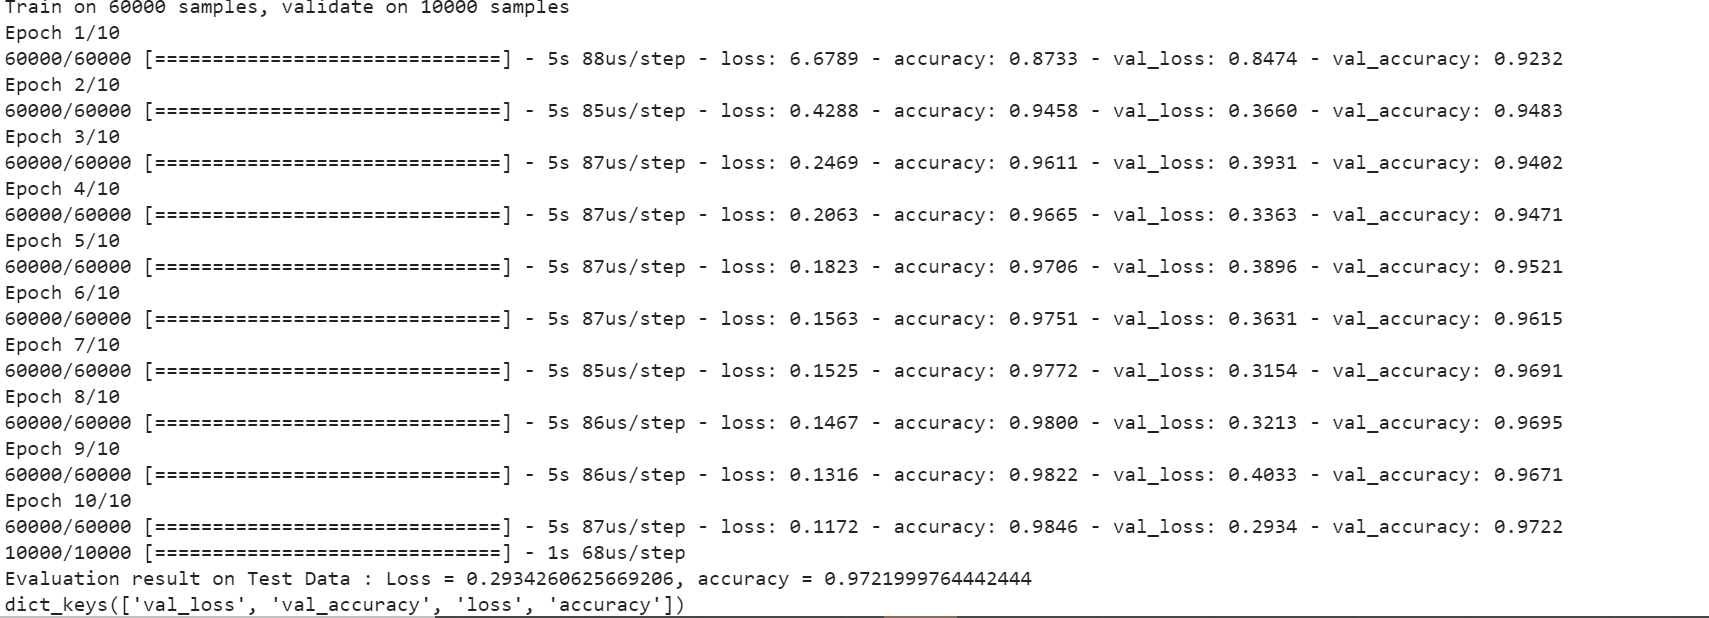 Train on 60000 samples, validate on 10000 samples
Epoch 1/10
60000/60000 [==============================] - 5s 88us/step - loss: 6.6789 - accuracy: 0.8733 - val_loss: 0.8474 - val_accuracy: 0.9232
Epoch 2/10
60000/60000 [==============================] - 5s 85us/step - loss: 0.4288 - accuracy: 0.9458 - val_loss: 0.3660 - val_accuracy: 0.9483
Epoch 3/10
60000/60000 [==============================] - 5s 87us/step - loss: 0.2469 - accuracy: 0.9611 - val_loss: 0.3931 - val_accuracy: 0.9402
Epoch 4/10
60000/60000 [==============================] - 5s 87us/step - loss: 0.2063 - accuracy: 0.9665 - val_loss: 0.3363 - val_accuracy: 0.9471
Epoch 5/10
60000/60000 [==============================] - 5s 87us/step - loss: 0.1823 - accuracy: 0.9706 - val_loss: 0.3896 - val_accuracy: 0.9521
Epoch 6/10
60000/60000 [==============================] - 5s 87us/step - loss: 0.1563 - accuracy: 0.9751 - val_loss: 0.3631 - val_accuracy: 0.9615
Epoch 7/10
60000/60000 [==============================] - 5s 85us/step - loss: 0.1525 - accuracy: 0.9772 - val_loss: 0.3154 - val_accuracy: 0.9691
Epoch 8/10
60000/60000 [==============================] - 5s 86us/step - loss: 0.1467 - accuracy: 0.9800 - val_loss: 0.3213 - val_accuracy: 0.9695
Epoch 9/10
60000/60000 [==============================] - 5s 86us/step - loss: 0.1316 - accuracy: 0.9822 - val_loss: 0.4033 - val_accuracy: 0.9671
Epoch 10/10
60000/60000 [==============================] - 5s 87us/step - loss: 0.1172 - accuracy: 0.9846 - val_loss: 0.2934 - val_accuracy: 0.9722
10000/10000 [==============================] - 1s 68us/step
Evaluation result on Test Data : Loss = 0.2934260625669206, accuracy = 0.9721999764442444
dict_keys(['val_loss', 'val_accuracy', 'loss', 'accuracy'])